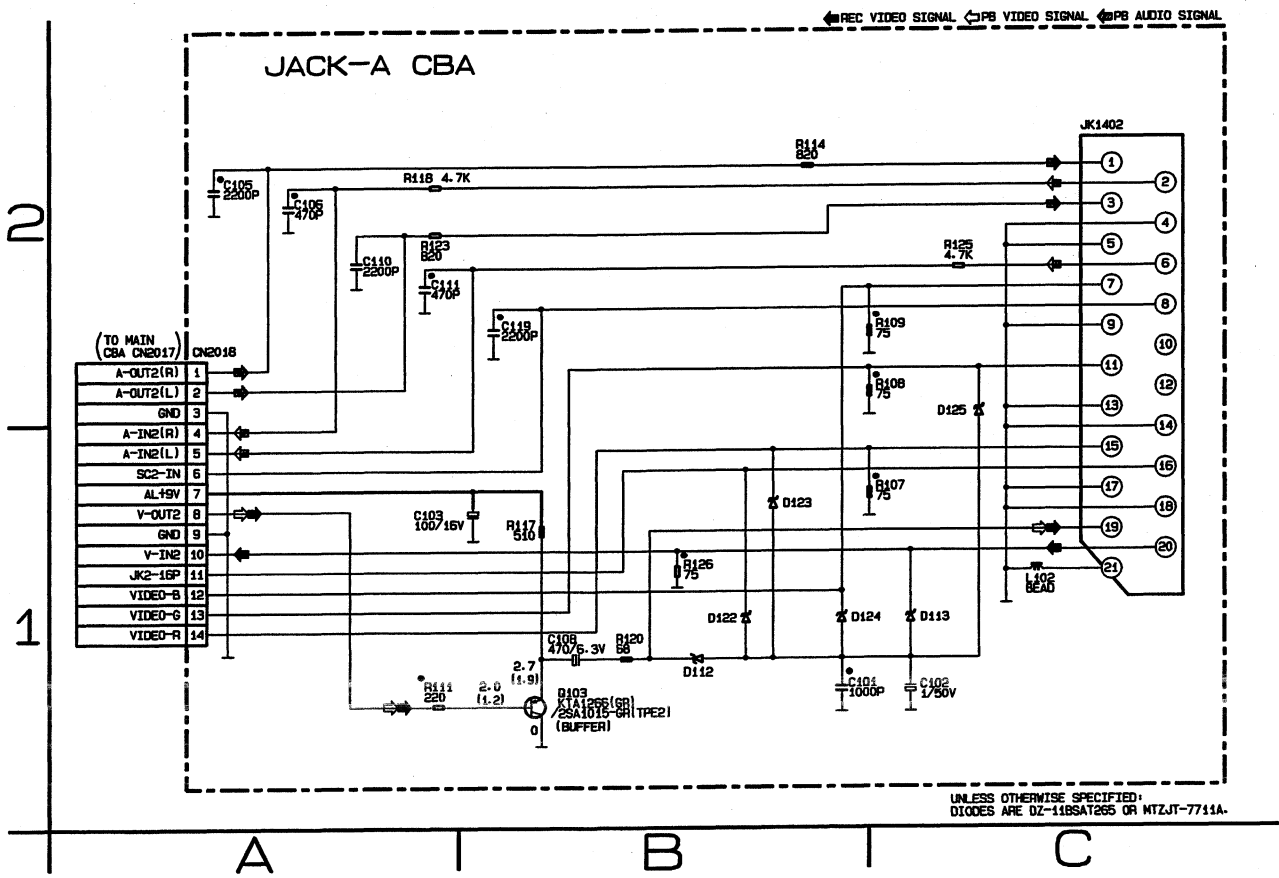 REC VIDEO SIGNAL PB VIDEO SIGNAL PB AUDIO SIGNAL
JACK-A CBA
JK1402
R114
820
1
R118 4.7K
2
C105
2200P
C106
470P
3
4
2
R123
820
5
R125
4.7K
6
C110
2200P
C111
470P
7
8
C119
2200P
R109
75
9
10
(TO MAIN
CBA CN2017)
CN2018
11
A-OUT2(R) 1
R108
75
12
A-OUT2(L) 2
D125
13
GND 3
14
A-IN2(R) 4
15
A-IN2(L) 5
16
SC2-IN 6
R107
75
17
AL+9V 7
D123
18
V-OUT2 8
C103
100/16V
R117
510
19
GND 9
20
V-IN2 10
R126
75
21
JK2-16P 11
L102
BEAD
VIDEO-B 12
VIDEO-G 13
D122
D124
D113
VIDEO-R 14
1
C108
470/6.3V
R120
68
D112
2.7
(1.9)
R111
220
2.0
(1.2)
Q103
KTA1266(GR)
/2SA1015-GR(TPE2)
(BUFFER)
0
C101
1000P
C102
1/50V
UNLESS OTHERWISE SPECIFIED:
DIODES ARE DZ-11BSAT265 OR MTZJT-7711A.
A B C